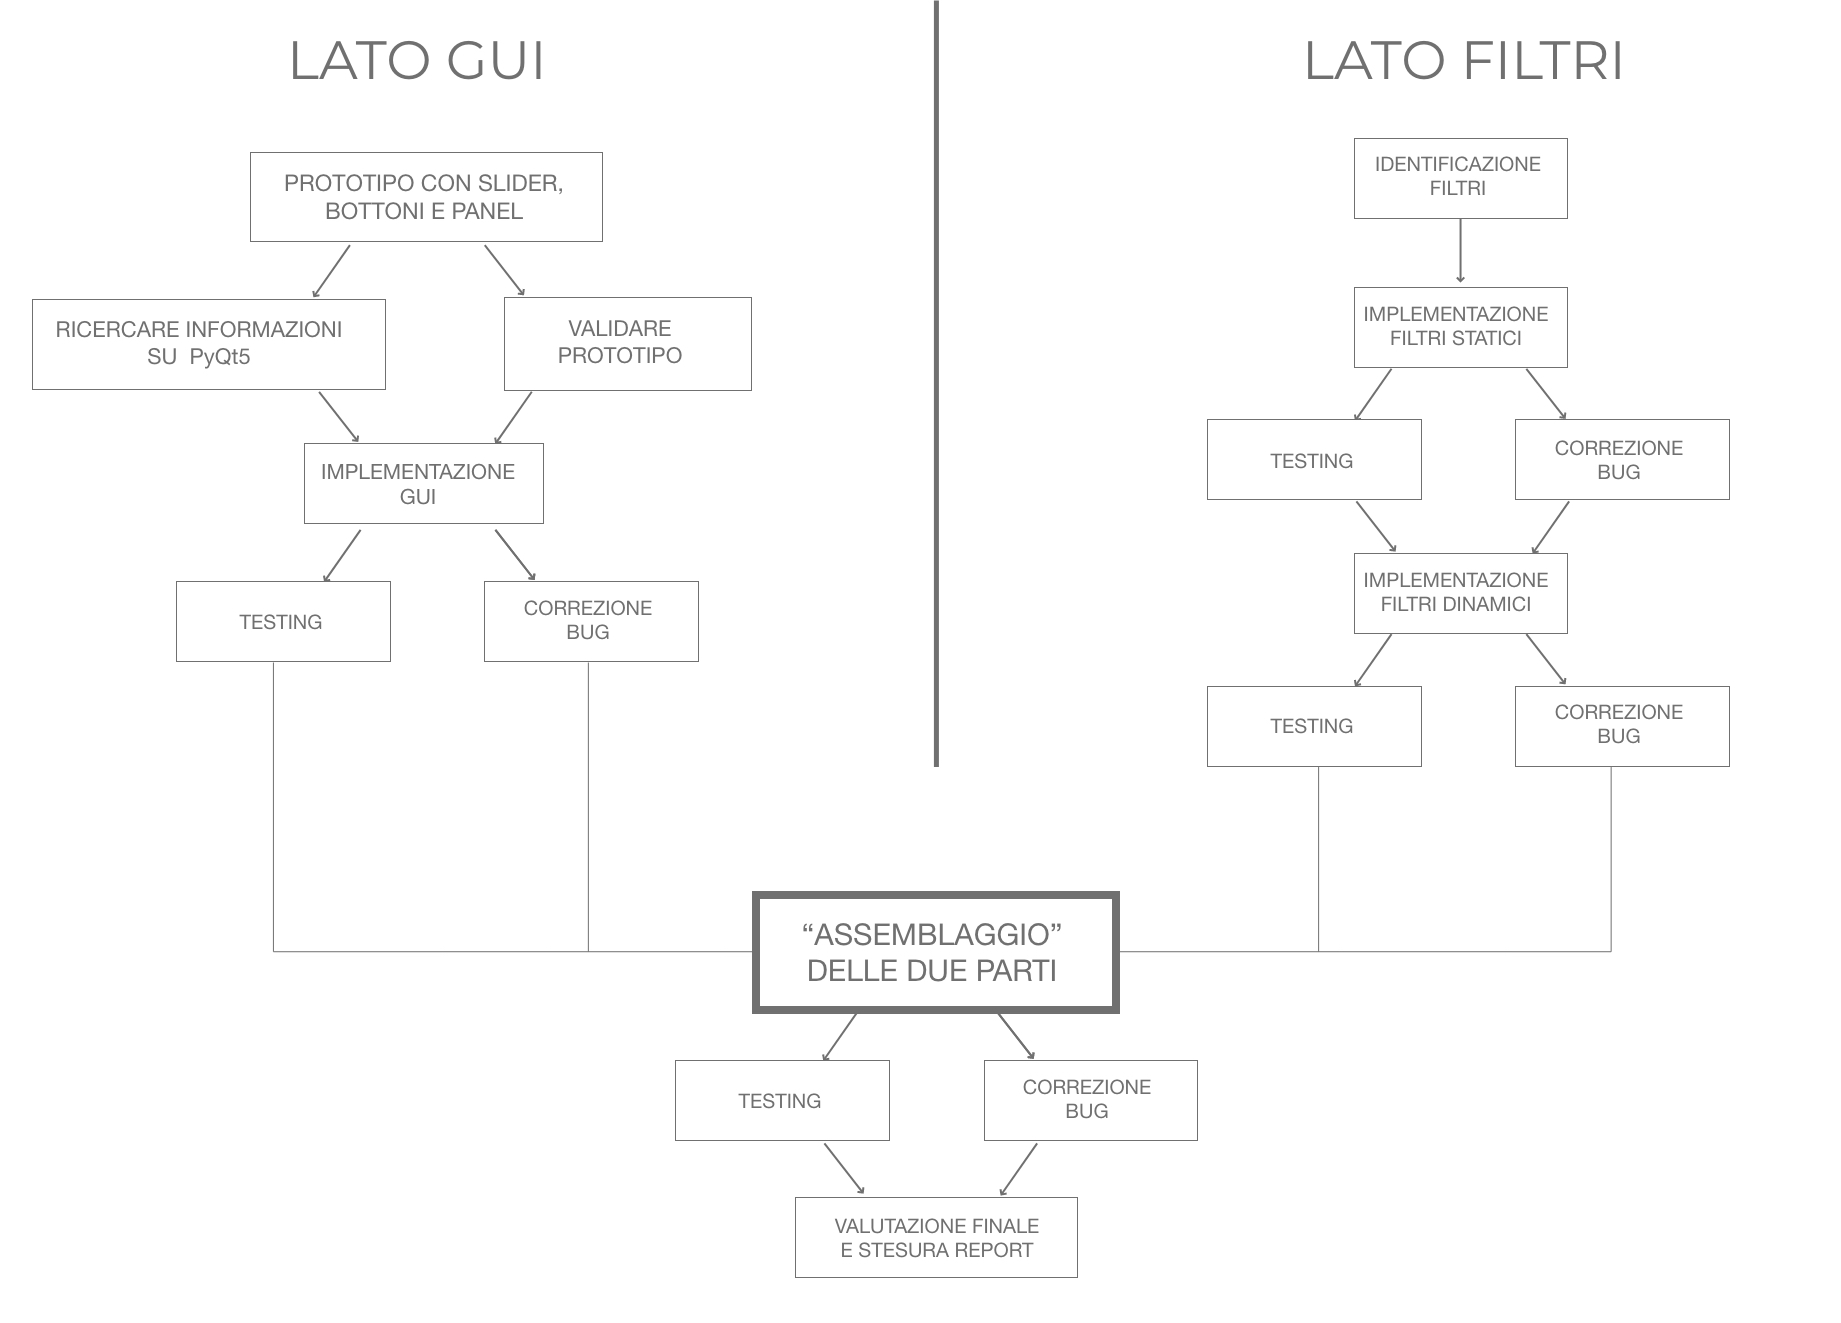 LATO GUI
PROTOTIPO CON SLIDER,
BOTTONI E PANEL
RICERCARE INFORMAZIONI
SU PyQt5
VALIDARE
PROTOTIPO
IMPLEMENTAZIONE
GUI
TESTING
CORREZIONE
BUG
LATO FILTRI
IDENTIFICAZIONE
FILTRI
IMPLEMENTAZIONE
FILTRI STATICI
TESTING
CORREZIONE
BUG
IMPLEMENTAZIONE
FILTRI DINAMICI
TESTING
CORREZIONE
BUG
“ASSEMBLAGGIO”
DELLE DUE PARTI
TESTING
CORREZIONE
BUG
VALUTAZIONE FINALE
E STESURA REPORT